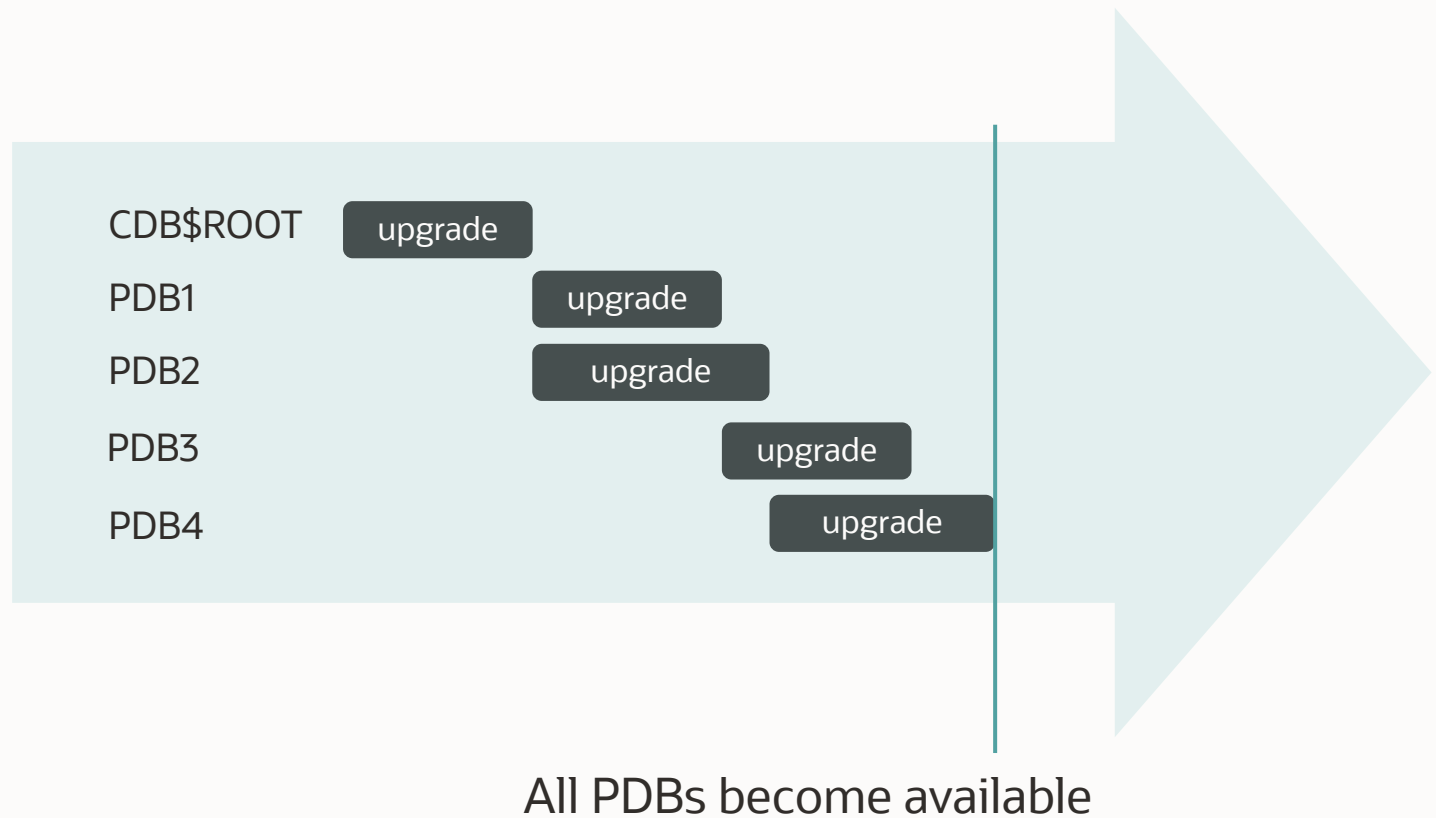 CDB$ROOT upgrade
PDB1 upgrade
PDB2 upgrade
PDB3 upgrade
PDB4 upgrade
All PDBs become available